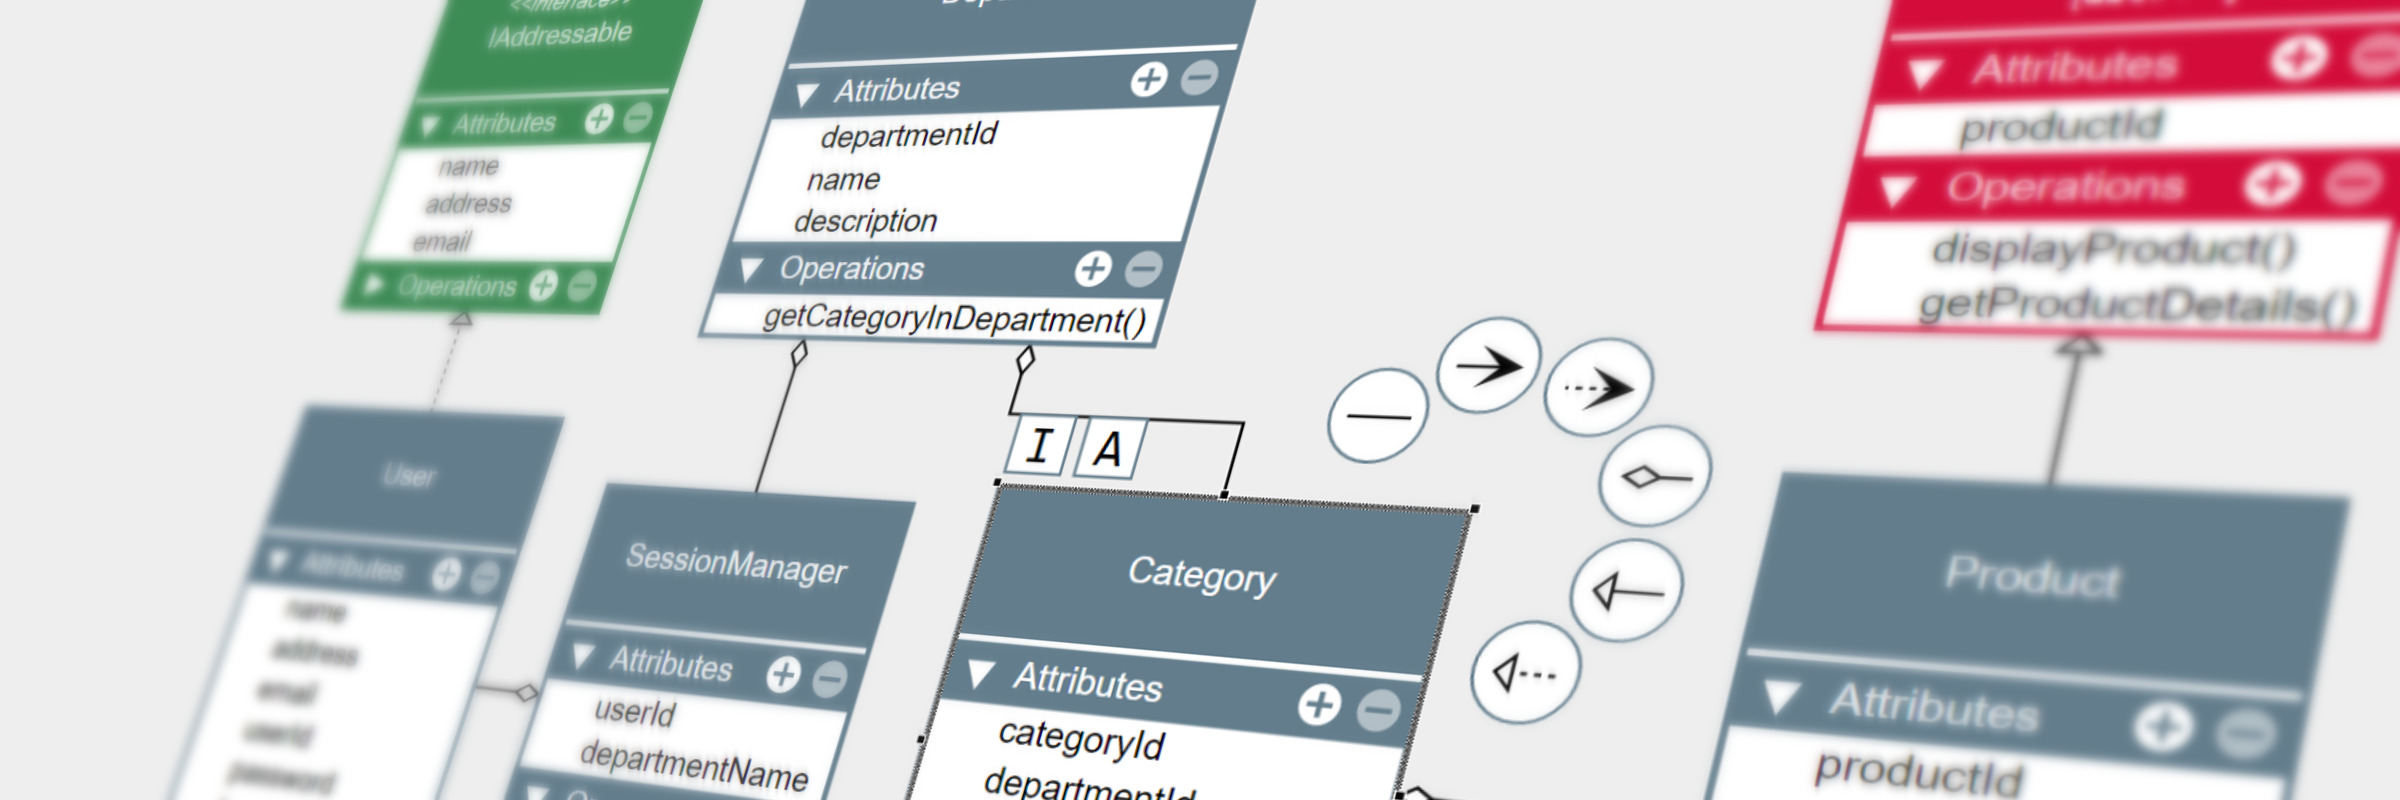 <<interface>>
IAddressable
Attributes
name
address
email
Operations
Attributes
departmentId
name
description
Operations
getCategoryInDepartment()
Attributes
productId
Operations
displayProduct()
getProductDetails()
User
Attributes
name
address
email
userId
password
SessionManager
Attributes
userId
departmentName
I A
Category
Attributes
categoryId
departmentId
Product
Attributes
productId